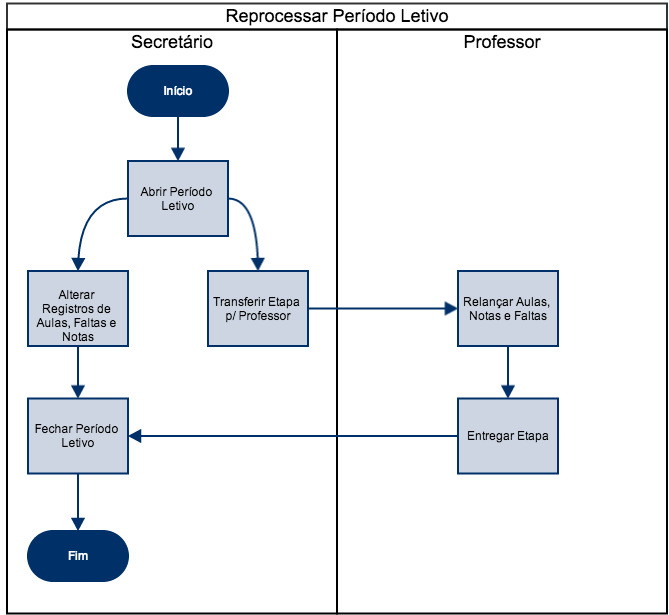 Reprocessar Período Letivo
Secretário
Professor
Início
Abrir Período
Letivo
Alterar
Registros de
Aulas, Faltas e
Notas
Transferir Etapa
p/ Professor
Relançar Aulas,
Notas e Faltas
Fechar Período
Letivo
Entregar Etapa
Fim